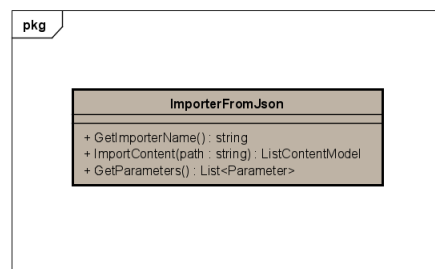 pkg
ImporterFromJson
+ GetImporterName() : string
+ ImportContent(path : string) : ListContentModel
+ GetParameters() : List<Parameter>